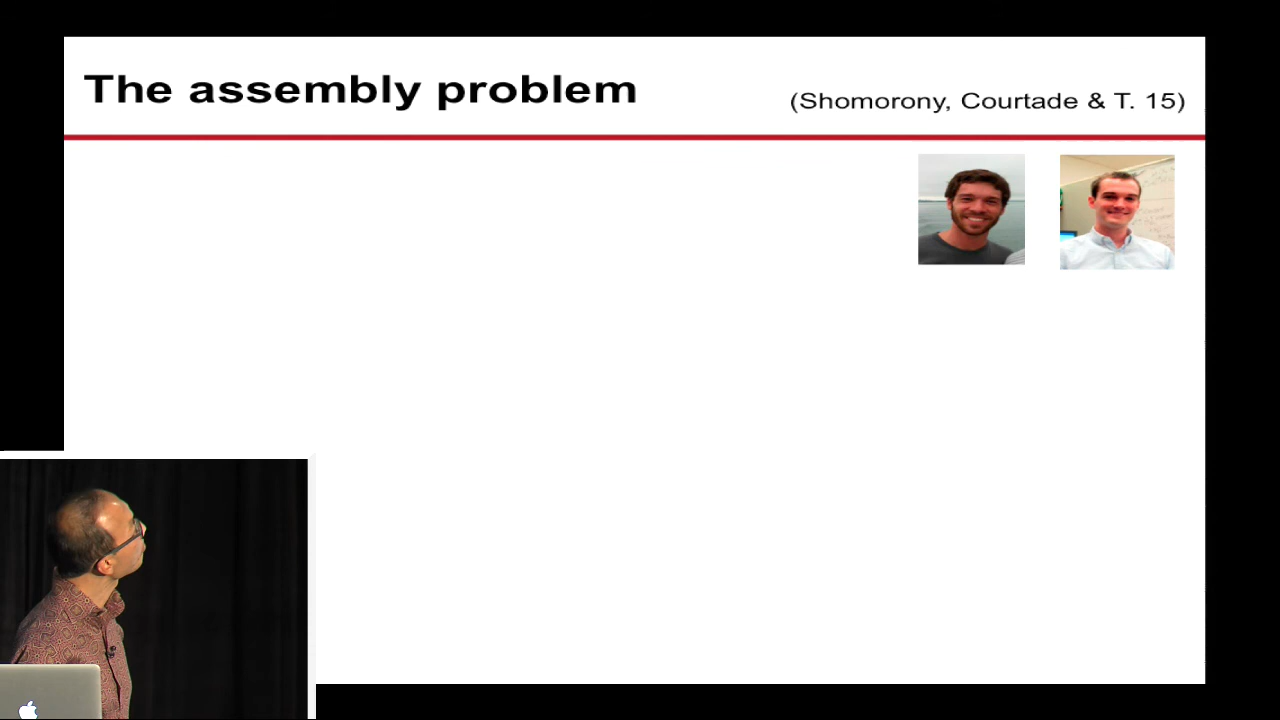 The assembly problem
(Shomorony, Courtade & T. 15)